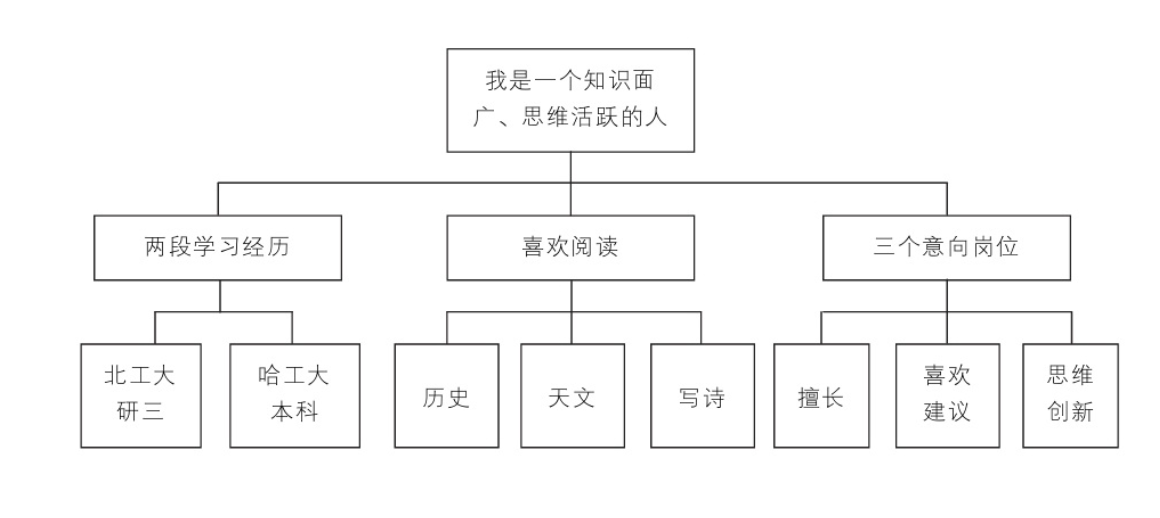 我是一个知识面
广、思维活跃的人
两段学习经历
喜欢阅读
三个意向岗位
北工大
研三
哈工大
本科
历史
天文
写诗
擅长
喜欢
建议
思维
创新